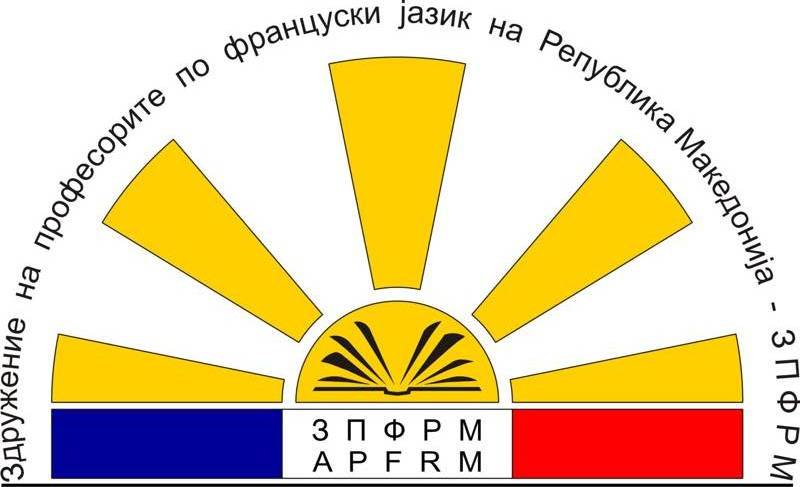 Здружение на професорите по француски јазик на Република Македонија - ЗПФРМ
ЗПФРМ
APFRM